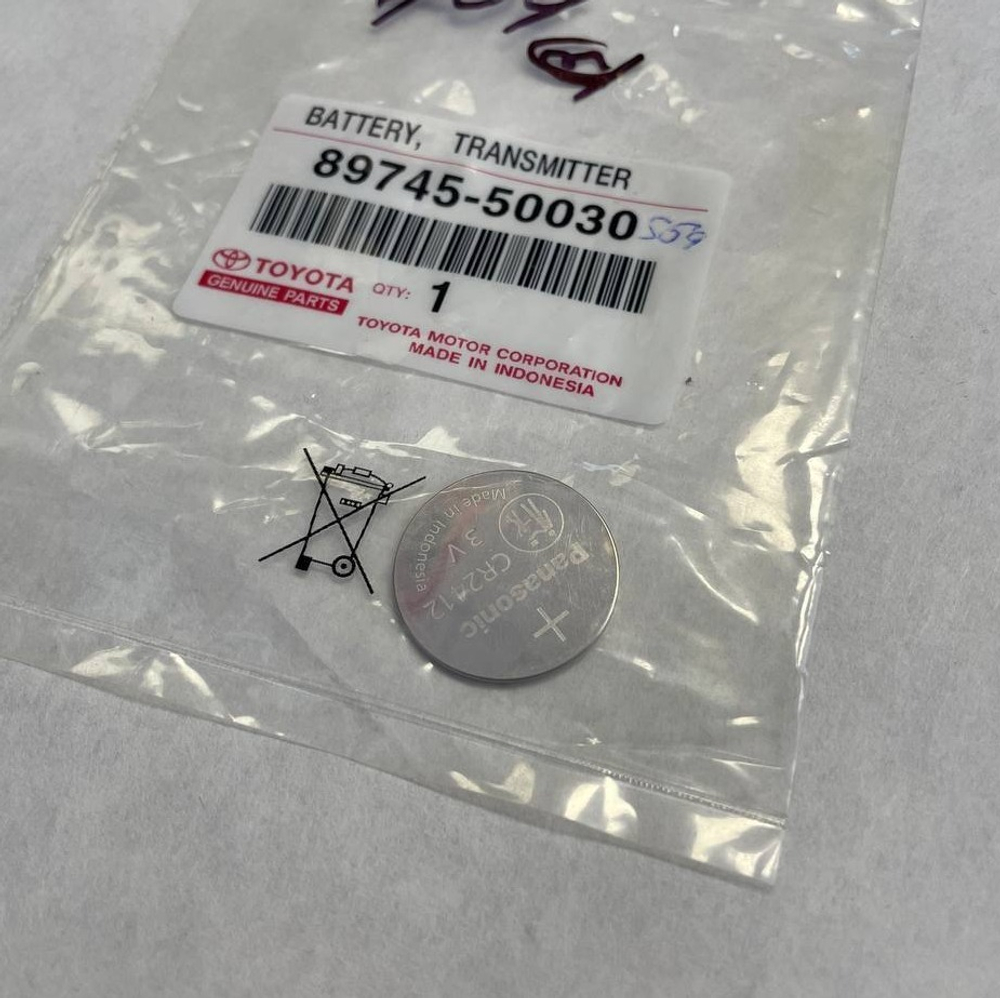 BATTERY, TRANSMITTER
89745-50030
TOYOTA
GENUINE PARTS
QTY: 1
TOYOTA MOTOR CORPORATION
MADE IN INDONESIA
Panasonic
CR2412
3V
Made in Indonesia
+